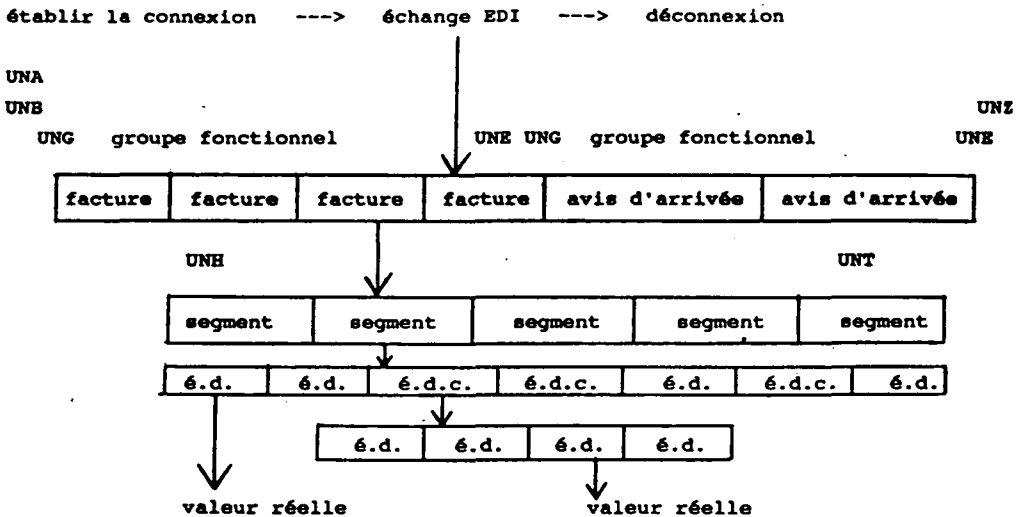 établir la connexion ---> échange EDI ---> déconnexion
UNA
UNB UNZ
UNG groupe fonctionnel UNE UNG groupe fonctionnel UNE
facture facture facture facture avis d'arrivée avis d'arrivée
UNH UNT
segment segment segment segment segment
é.d. é.d. é.d.c. é.d.c. é.d. é.d.c. é.d.
é.d. é.d. é.d. é.d.
valeur réelle valeur réelle